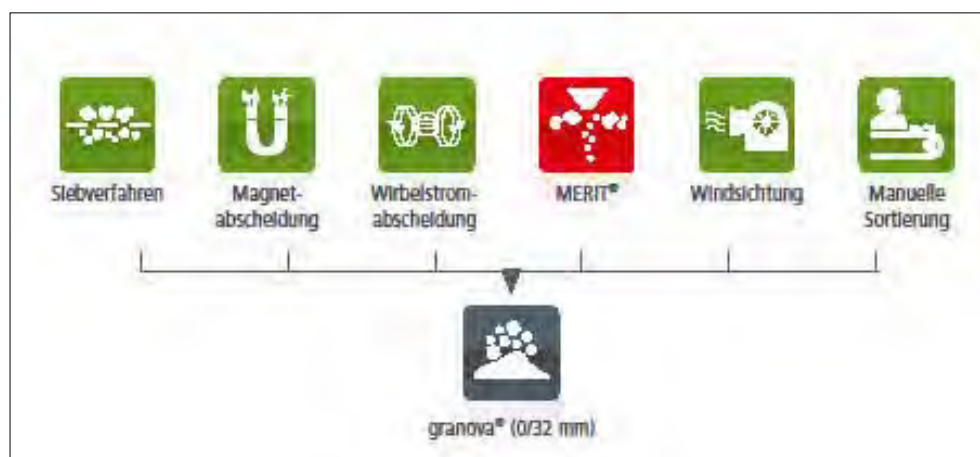 Siebverfahren
Magnet-
abscheidung
Wirbelstrom-
abscheidung
MERIT®
Windsichtung
Manuelle
Sortierung
granova® (0/32 mm)